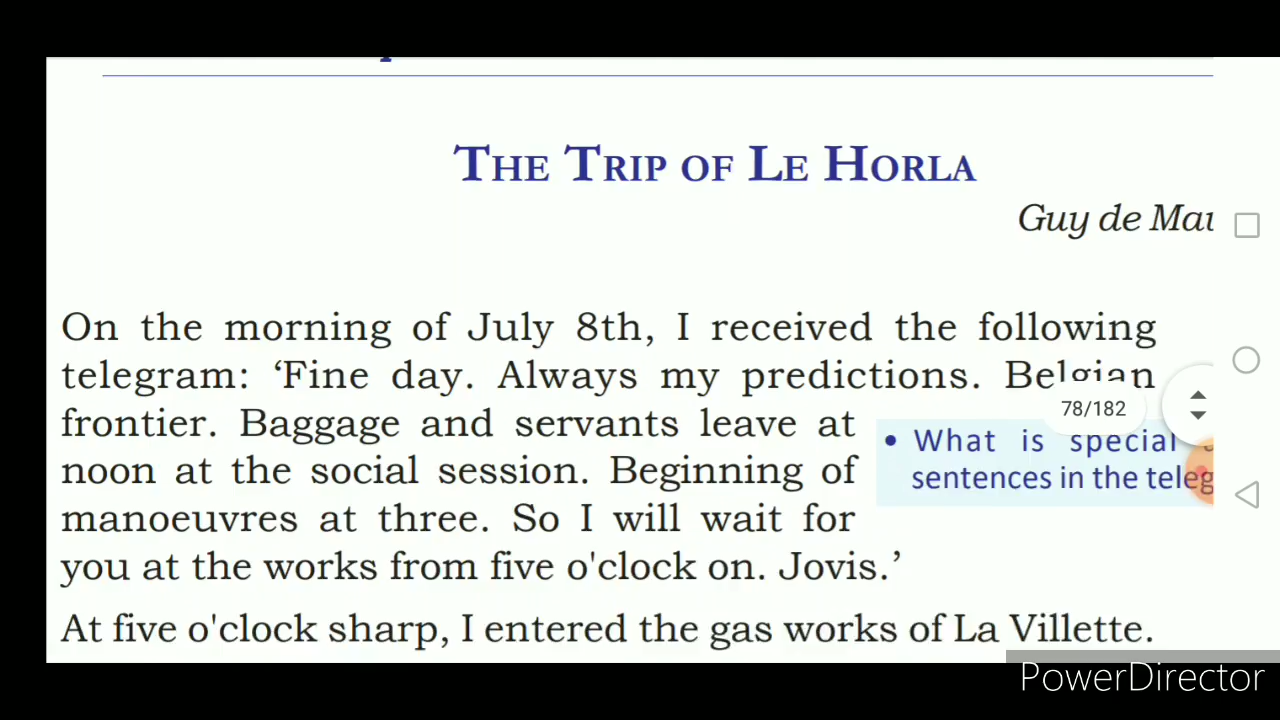 THE TRIP OF LE HORLA
Guy de
On the morning of July 8th, I received the following
telegram: ‘Fine day. Always my predictions. Belgian
frontier. Baggage and servants leave at
noon at the social session. Beginning of
manoeuvres at three. So I will wait for
you at the works from five o'clock on. Jovis.’
78/182
• What is special
sentences in the
At five o'clock sharp, I entered the gas works of La Villette.
PowerDirector